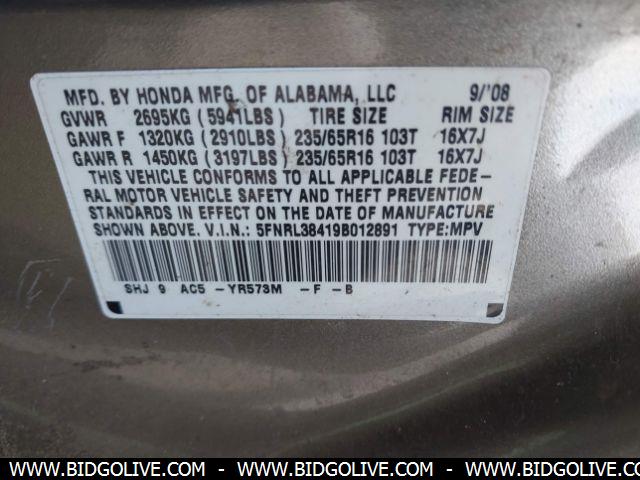 MFD. BY HONDA MFG. OF ALABAMA, LLC 9/'08
GVWR 2695KG (5941LBS) TIRE SIZE RIM SIZE
GAWR F 1320KG (2910LBS) 235/65R16 103T 16X7J
GAWR R 1450KG (3197LBS) 235/65R16 103T 16X7J
THIS VEHICLE CONFORMS TO ALL APPLICABLE FEDE-
RAL MOTOR VEHICLE SAFETY AND THEFT PREVENTION
STANDARDS IN EFFECT ON THE DATE OF MANUFACTURE
SHOWN ABOVE. V.I.N.: 5FNRL38419B012891 TYPE:MPV
SHJ 9 AC5 -YR573M -F -B
WWW.BIDGOLIVE.COM - WWW.BIDGOLIVE.COM - WWW.BIDGOLIVE.COM